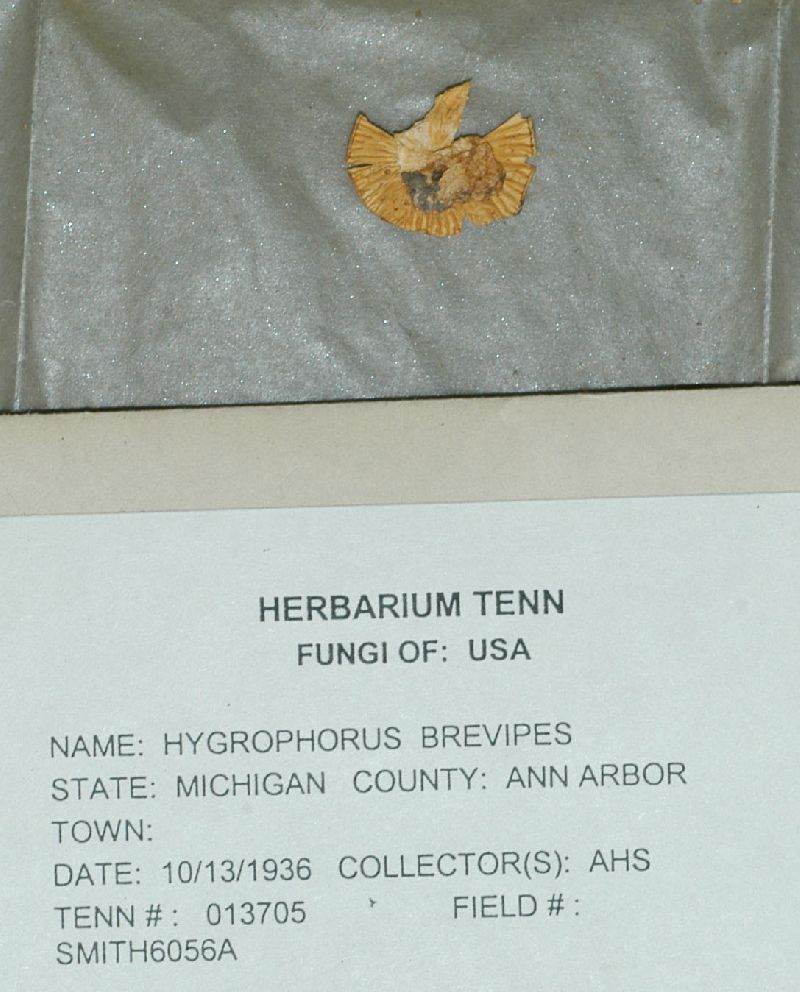 HERBARIUM TENN
FUNGI OF: USA
NAME: HYGROPHORUS BREVIPES
STATE: MICHIGAN COUNTY: ANN ARBOR
TOWN:
DATE: 10/13/1936 COLLECTOR(S): AHS
TENN # : 013705 FIELD # :
SMITH6056A